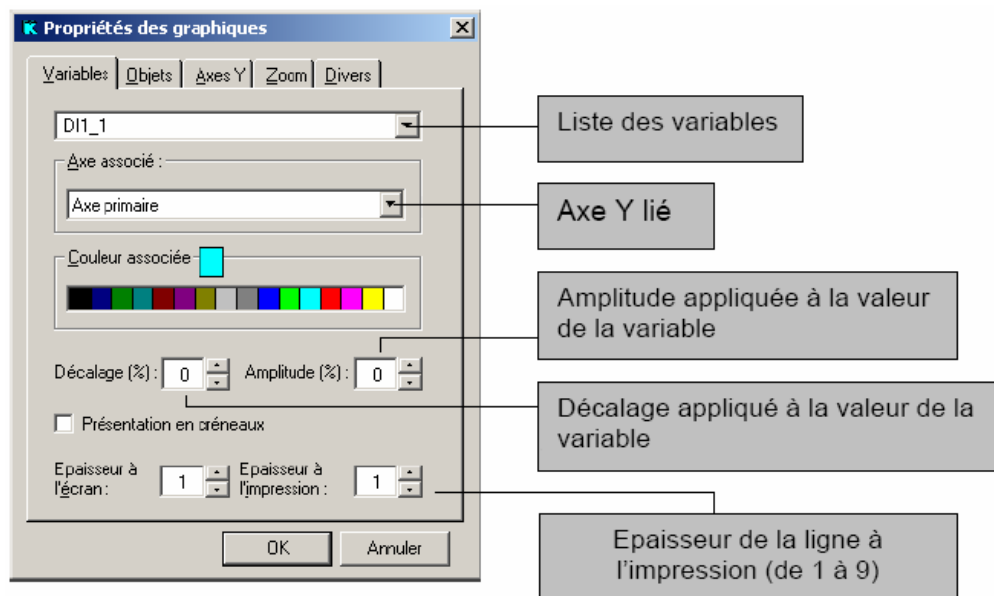 Propriétés des graphiques
Variables Objets Axes Y Zoom Divers
DI1_1
Liste des variables
Axe associé :
Axe primaire
Axe Y lié
Couleur associée
Amplitude appliquée à la valeur
de la variable
Décalage (%) : 0 Amplitude (%) : 0
Décalage appliqué à la valeur de la
variable
Présentation en créneaux
Epaisseur à
l'écran : 1
Epaisseur à
l'impression : 1
Epaisseur de la ligne à
l'impression (de 1 à 9)
OK Annuler